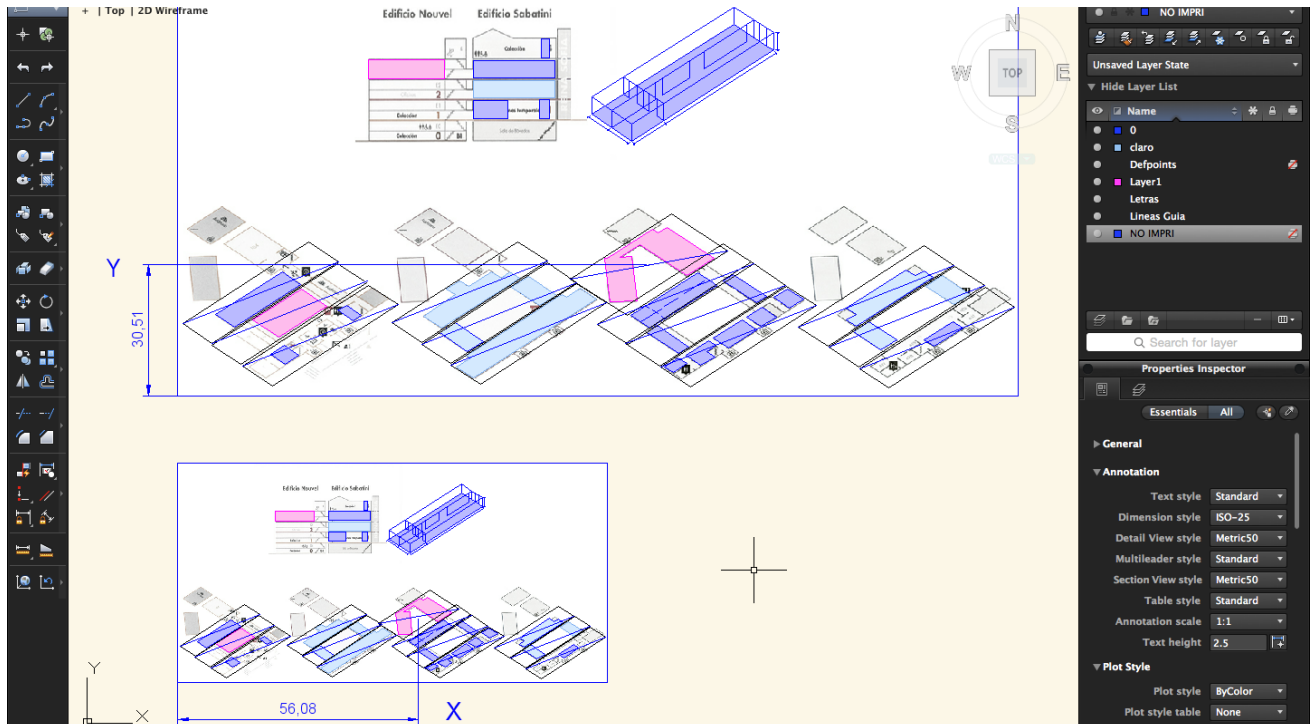 + | Top | 2D Wireframe
Edificio Nouvel Edificio Sabatini
Colección
2
1
Colección
Colección 0
N
W TOP E
S
Y
30,51
Edificio Nouvel Edificio Sabatini
Y
X
56,08 X
NO IMPRI
Unsaved Layer State
Hide Layer List
Name
0
claro
Defpoints
Layer1
Letras
Lineas Guia
NO IMPRI
Search for layer
Properties Inspector
Essentials All
General
Annotation
Text style Standard
Dimension style ISO-25
Detail View style Metric50
Multileader style Standard
Section View style Metric50
Table style Standard
Annotation scale 1:1
Text height 2.5
Plot Style
Plot style ByColor
Plot style table None